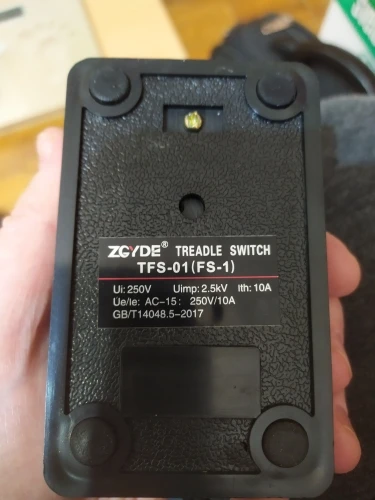 ZGYDE® TREADLE SWITCH
TFS-01(FS-1)
Ui: 250V Uimp: 2.5kV Ith: 10A
Ue/Ie: AC-15: 250V/10A
GB/T14048.5-2017